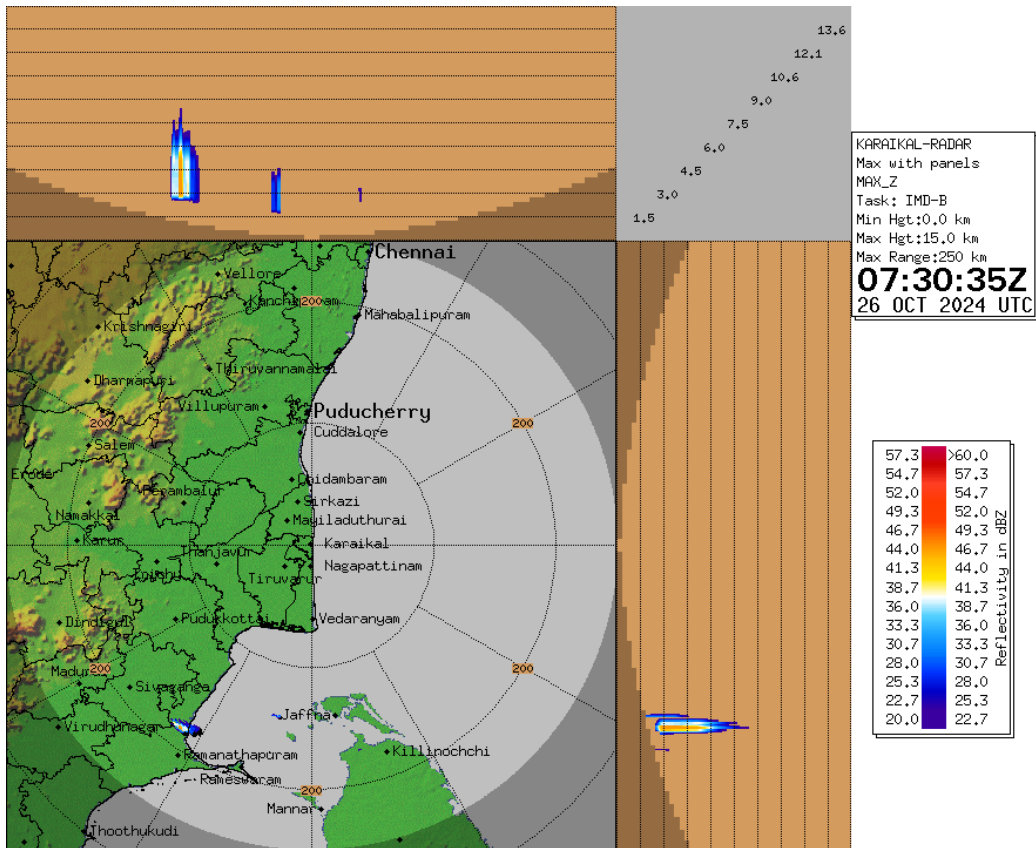 13.6
12.1
10.6
9.0
7.5
6.0
4.5
3.0
1.5
KARAIKAL-RADAR
Max with panels
MAX_Z
Task: IMD-B
Min Hgt:0.0 km
Max Hgt:15.0 km
Max Range:250 km
07:30:35Z
26 OCT 2024 UTC
Chennai
Vellore
200
Mahabalipuram
Krishnagiri
Thiruvannamalai
Dharmapuri
Villupuram
Puducherry
200
200
Cuddalore
Salem
Erode
Chidambaram
Perambalur
Sirkazi
Namakkal
Mayiladuthurai
Karur
Karaikal
Thanjavur
Nagapattinam
Tiruvarur
Pudukkottai
Vedaranyam
Dindigul
200
200
Sivaganga
Jaffna
Virudhunagar
Ramanathapuram
Killinochchi
Rameswaram
200
Mannar
Thoothukudi
57.3 >60.0
54.7 57.3
52.0 54.7
49.3 52.0
46.7 49.3
44.0 46.7
41.3 44.0
38.7 41.3
36.0 38.7
33.3 36.0
30.7 33.3
28.0 30.7
25.3 28.0
22.7 25.3
20.0 22.7
Reflectivity in dBZ